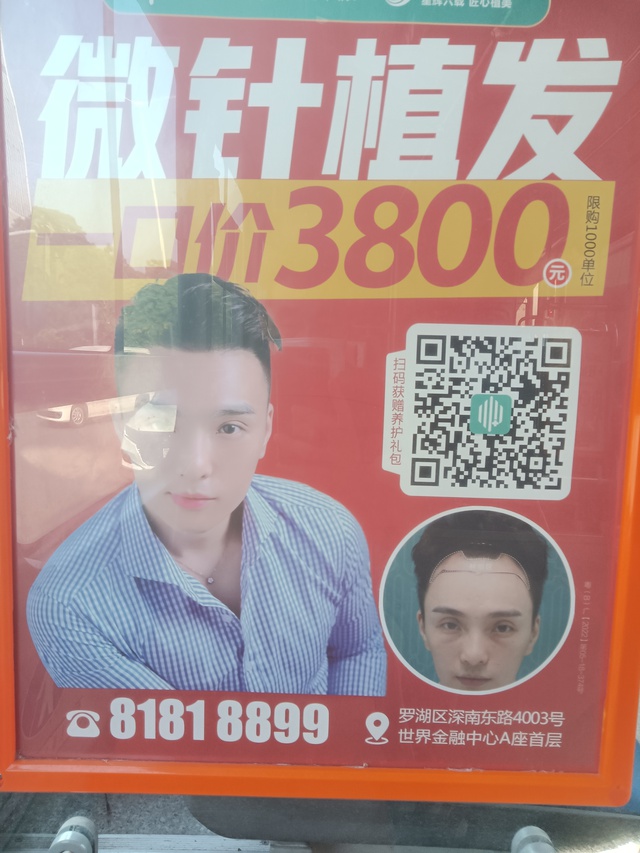 微针植发
一口价3800元
限购1000单位
扫码获赠养护礼包
8181 8899
罗湖区深南东路4003号
世界金融中心A座首层